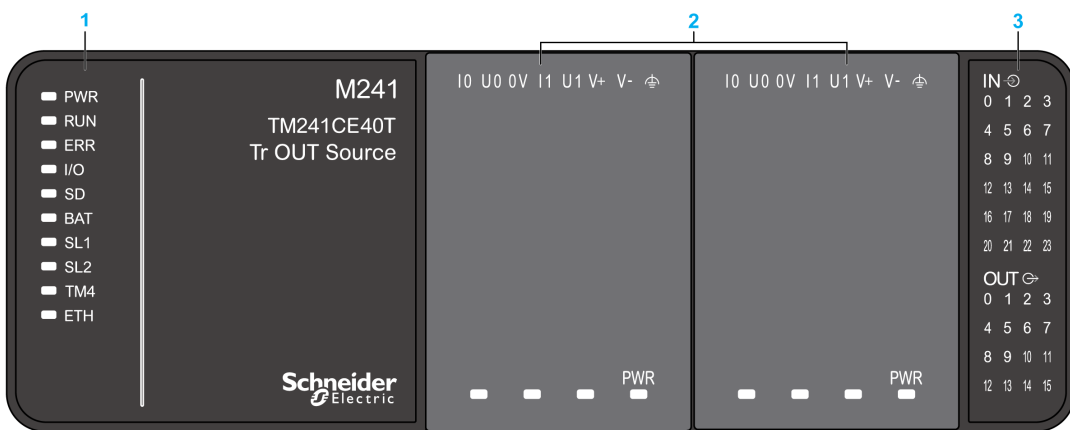 1
2
3
PWR
RUN
ERR
I/O
SD
BAT
SL1
SL2
TM4
ETH
M241
TM241CE40T
Tr OUT Source
Schneider
Electric
I0 U0 0V I1 U1 V+ V-
PWR
I0 U0 0V I1 U1 V+ V-
PWR
IN
0 1 2 3
4 5 6 7
8 9 10 11
12 13 14 15
16 17 18 19
20 21 22 23
OUT
0 1 2 3
4 5 6 7
8 9 10 11
12 13 14 15